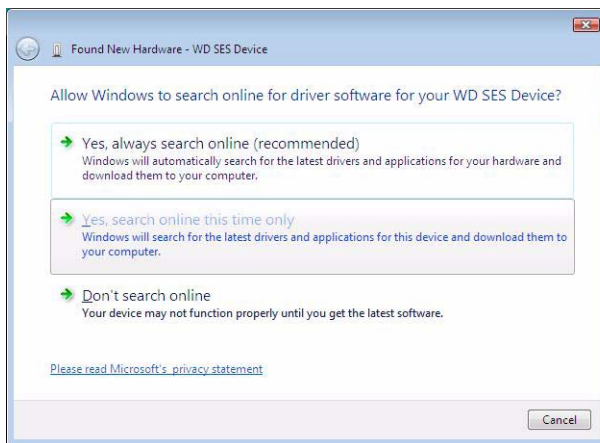 Found New Hardware - WD SES Device
Allow Windows to search online for driver software for your WD SES Device?
Yes, always search online (recommended)
Windows will automatically search for the latest drivers and applications for your hardware and
download them to your computer.
Yes, search online this time only
Windows will search for the latest drivers and applications for this device and download them to
your computer.
Don't search online
Your device may not function properly until you get the latest software.
Please read Microsoft's privacy statement
Cancel